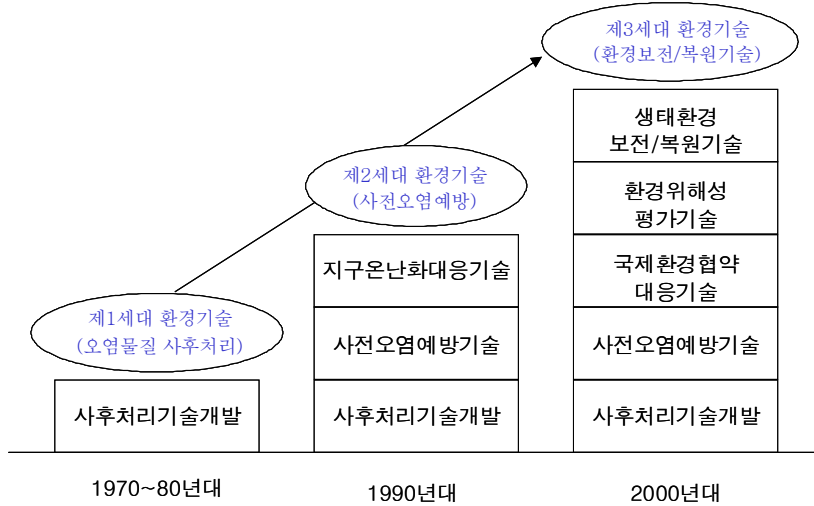 제3세대 환경기술
(환경보전/복원기술)
생태환경
보전/복원기술
제2세대 환경기술
(사전오염예방)
환경위해성
평가기술
지구온난화대응기술
국제환경협약
대응기술
제1세대 환경기술
(오염물질 사후처리)
사전오염예방기술
사전오염예방기술
사후처리기술개발
사후처리기술개발
사후처리기술개발
1970~80년대
1990년대
2000년대